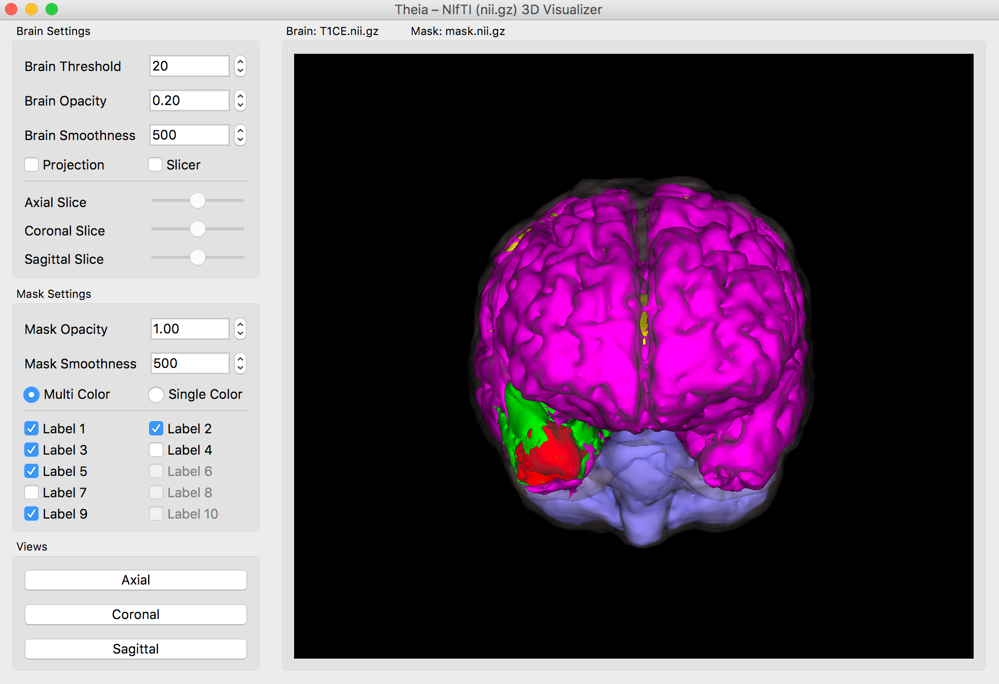 Theia – NIfTI (nii.gz) 3D Visualizer
Brain Settings
Brain Threshold 20
Brain Opacity 0.20
Brain Smoothness 500
Projection Slicer
Axial Slice
Coronal Slice
Sagittal Slice
Mask Settings
Mask Opacity 1.00
Mask Smoothness 500
Multi Color Single Color
Label 1 Label 2
Label 3 Label 4
Label 5 Label 6
Label 7 Label 8
Label 9 Label 10
Views
Axial
Coronal
Sagittal
Brain: T1CE.nii.gz Mask: mask.nii.gz